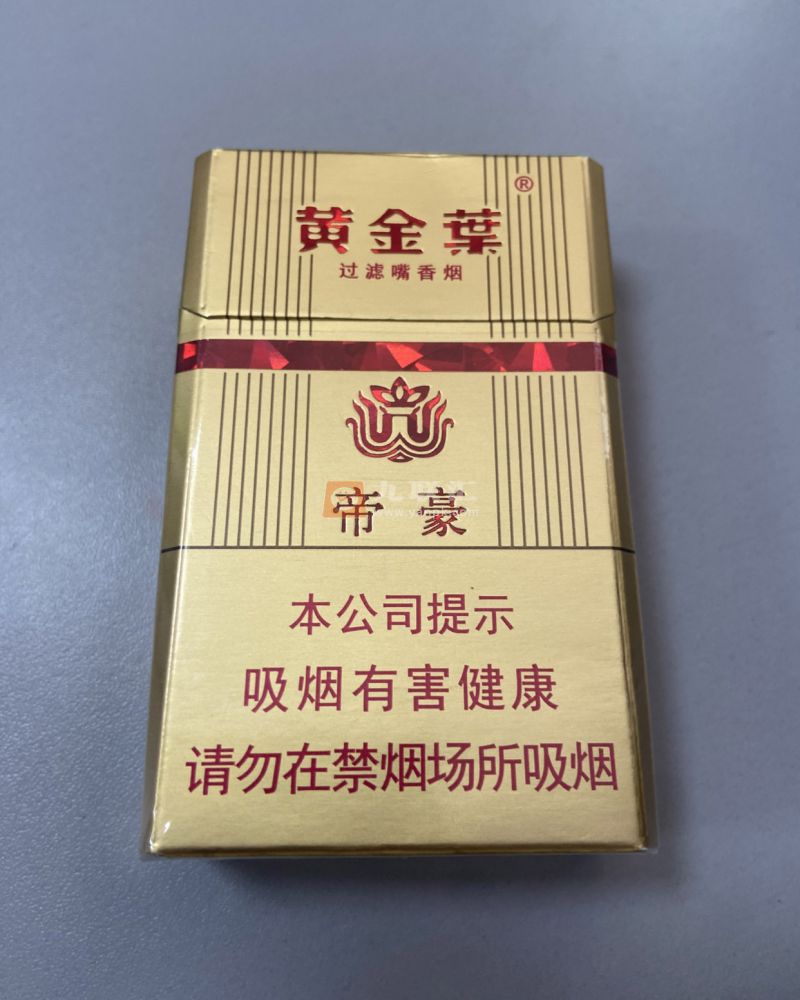 黄金葉®
过滤嘴香烟
帝豪
本公司提示
吸烟有害健康
请勿在禁烟场所吸烟